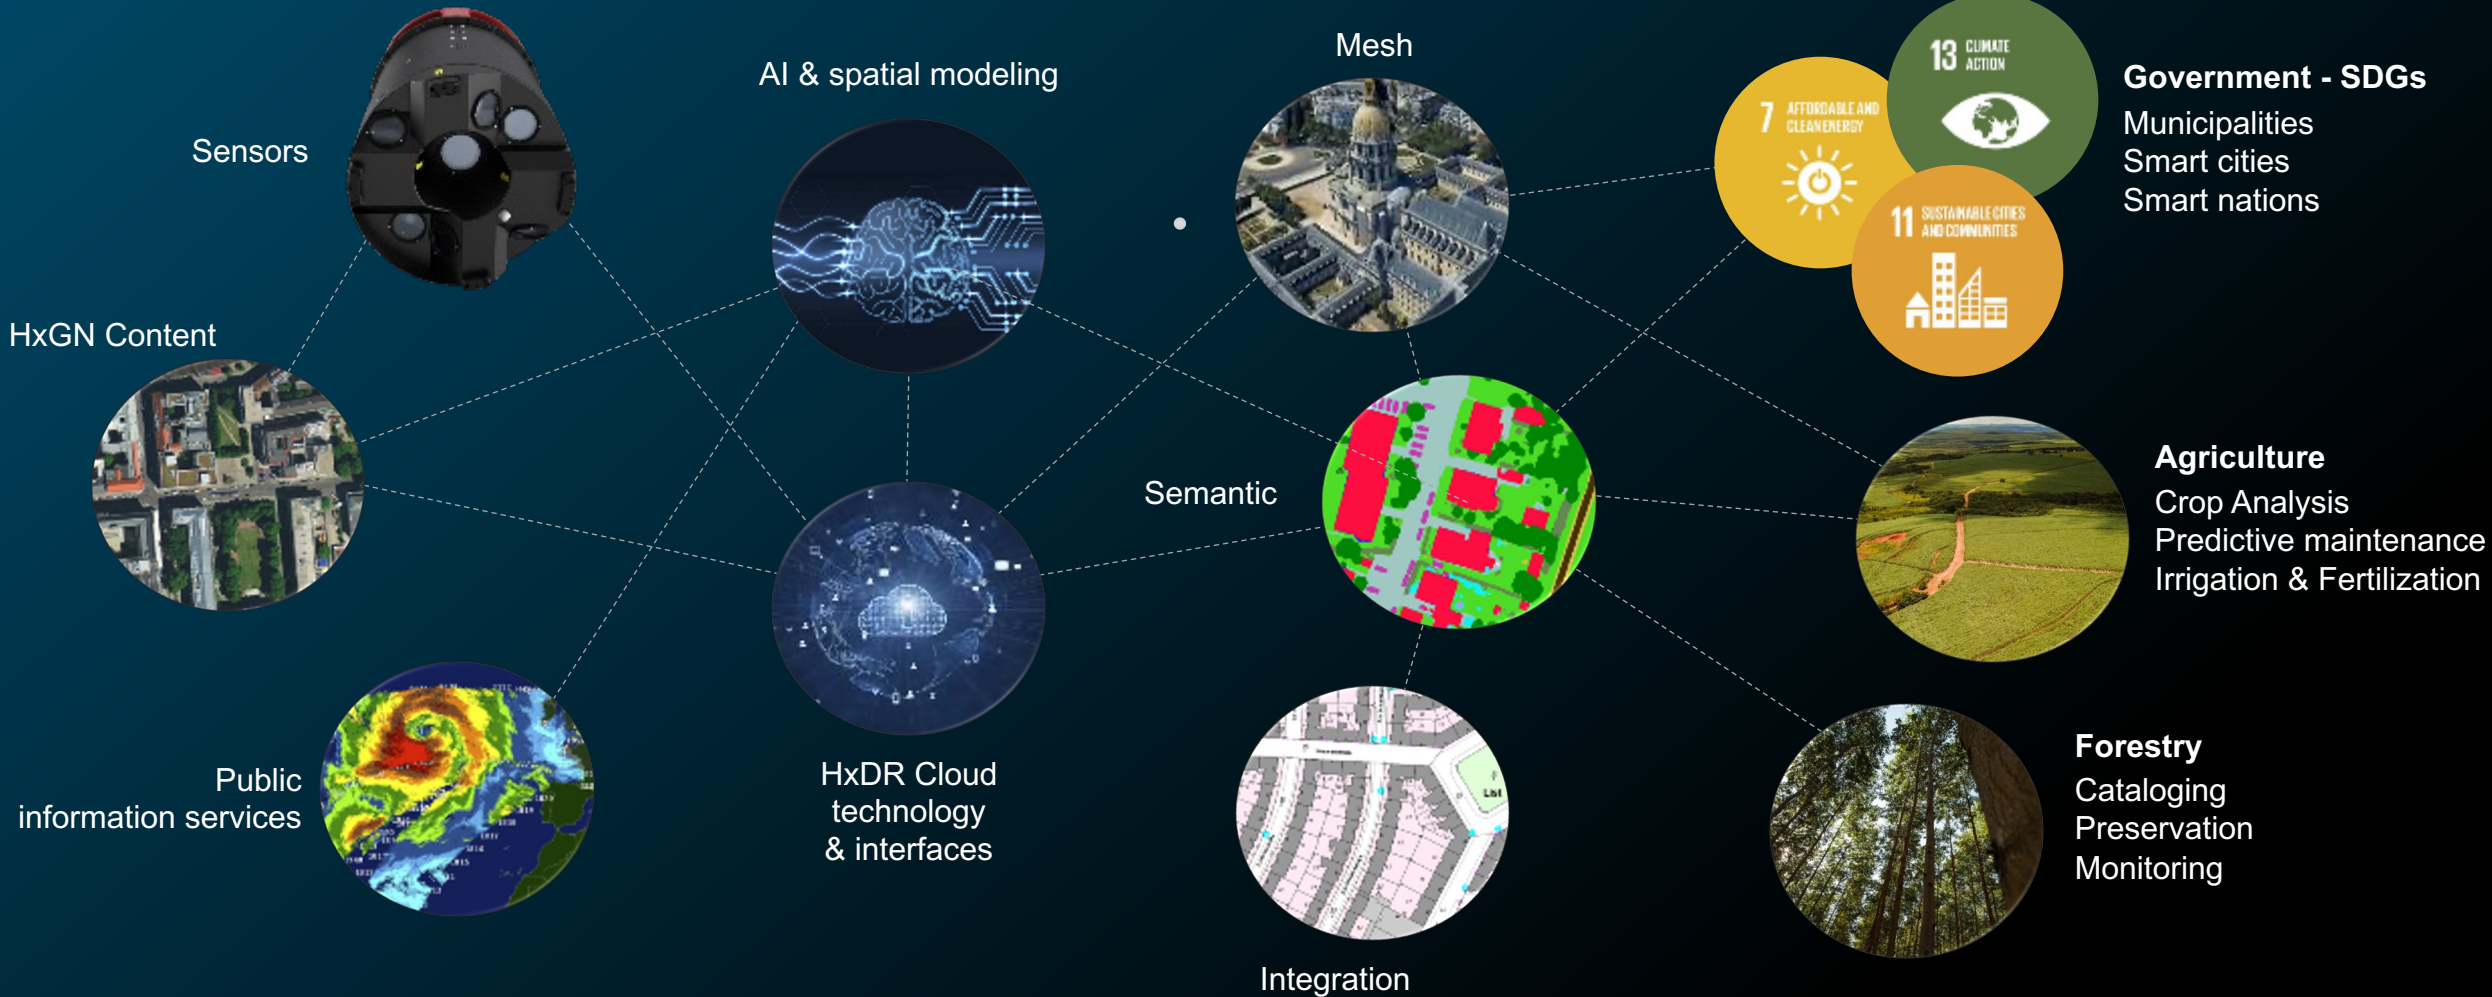 Sensors
HxGN Content
Public
information services
AI & spatial modeling
HxDR Cloud
technology
& interfaces
Mesh
Semantic
Integration
7 AFFORDABLE AND
CLEAN ENERGY
13 CLIMATE
ACTION
11 SUSTAINABLE CITIES
AND COMMUNITIES
Government - SDGs
Municipalities
Smart cities
Smart nations
Agriculture
Crop Analysis
Predictive maintenance
Irrigation & Fertilization
Forestry
Cataloging
Preservation
Monitoring